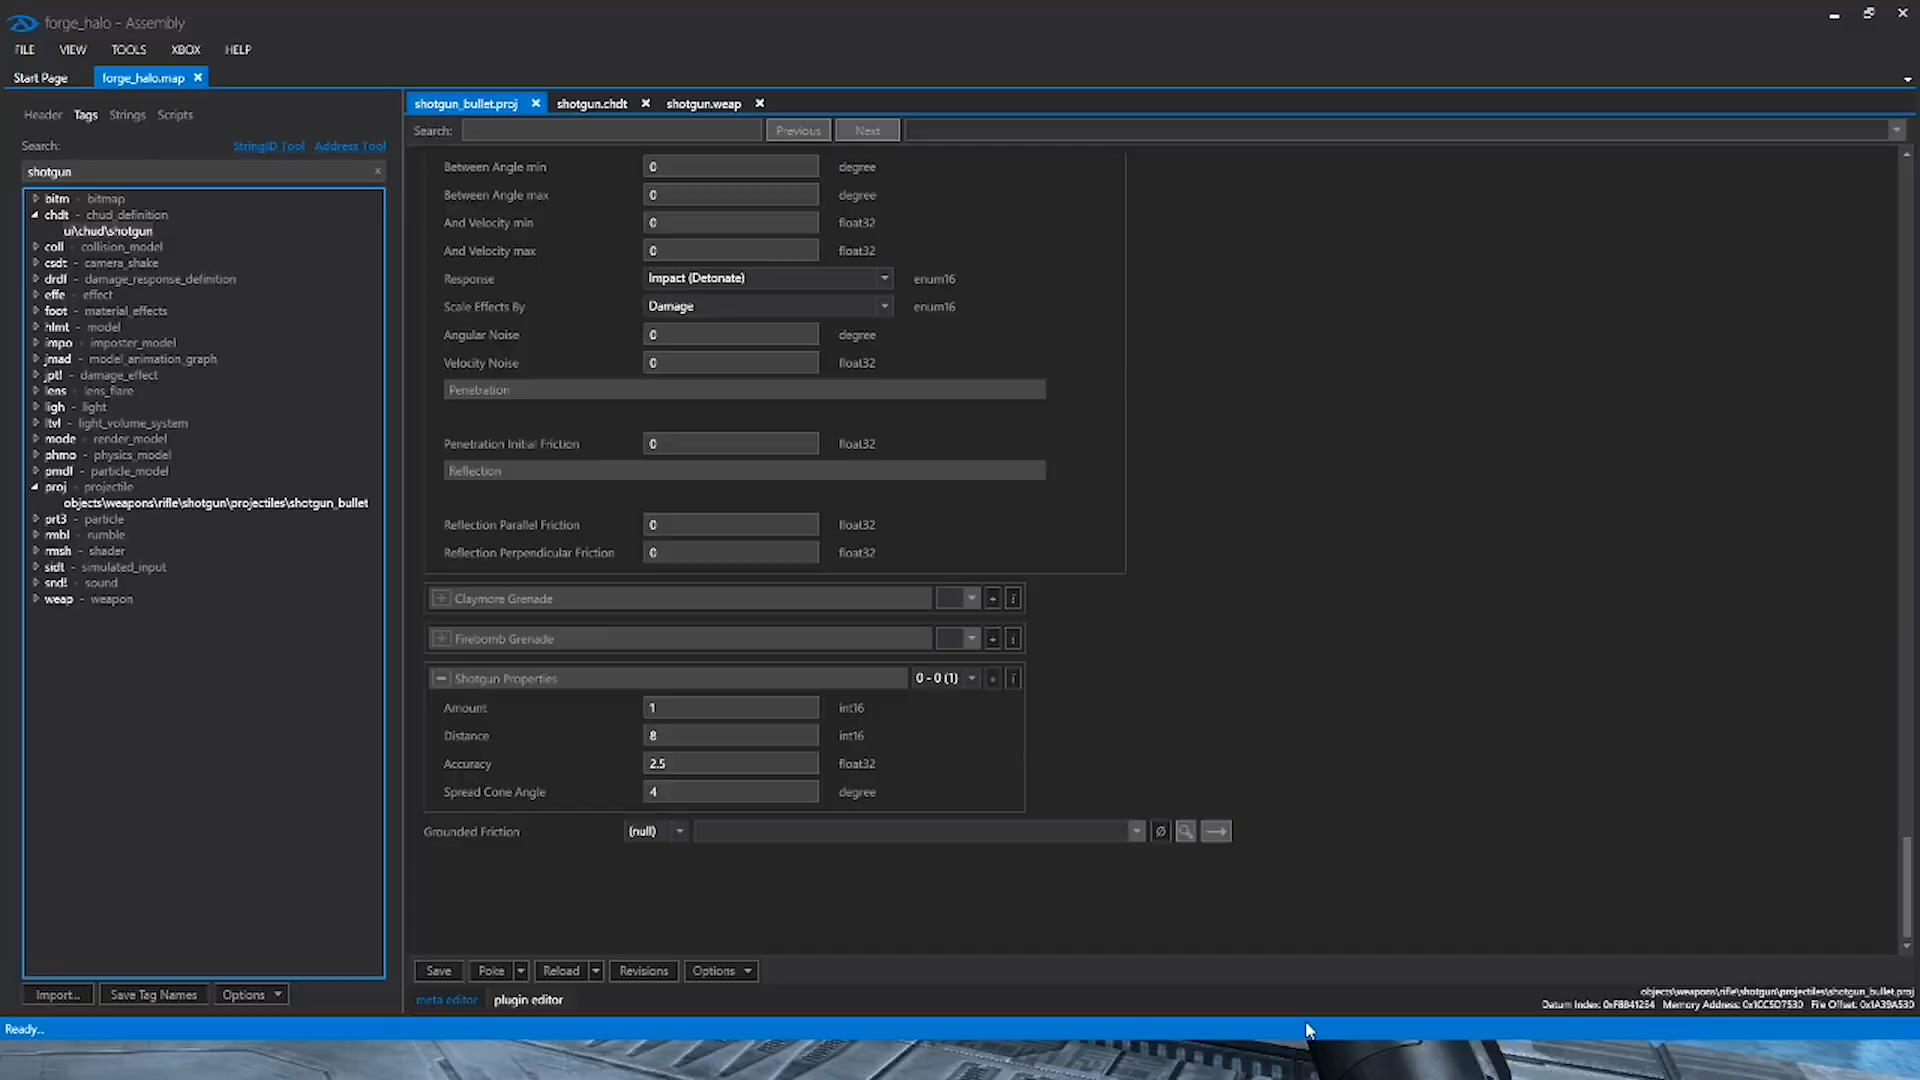 forge_halo - Assembly
FILE VIEW TOOLS XBOX HELP
Start Page forge_halo.map
Header Tags Strings Scripts
Search: StringID Tool Address Tool
shotgun
bitm - bitmap
chdt - chud_definition
ui\chud\shotgun
coll - collision_model
csdt - camera_shake
drdf - damage_response_definition
effe - effect
foot - material_effects
hlmt - model
impo - imposter_model
jmad - model_animation_graph
jpt! - damage_effect
lens - lens_flare
ligh - light
ltvl - light_volume_system
mode - render_model
phmo - physics_model
pmdf - particle_model
proj - projectile
objects\weapons\rifle\shotgun\projectiles\shotgun_bullet
prt3 - particle
rmbl - rumble
rmsh - shader
sidt - simulated_input
snd! - sound
weap - weapon
Import... Save Tag Names Options
shotgun_bullet.proj shotgun.chdt shotgun.weap
Search: Previous Next
Between Angle min 0 degree
Between Angle max 0 degree
And Velocity min 0 float32
And Velocity max 0 float32
Response Impact (Detonate) enum16
Scale Effects By Damage enum16
Angular Noise 0 degree
Velocity Noise 0 float32
Penetration
Penetration Initial Friction 0 float32
Reflection
Reflection Parallel Friction 0 float32
Reflection Perpendicular Friction 0 float32
Claymore Grenade
Firebomb Grenade
Shotgun Properties 0 - 0 (1)
Amount 1 int16
Distance 8 int16
Accuracy 2.5 float32
Spread Cone Angle 4 degree
Grounded Friction (null)
Save Poke Reload Revisions Options
meta editor plugin editor
objects\weapons\rifle\shotgun\projectiles\shotgun_bullet.proj
Datum Index: 0xF8841254 Memory Address: 0x1CC5D7530 File Offset: 0x1A39A530
Ready...